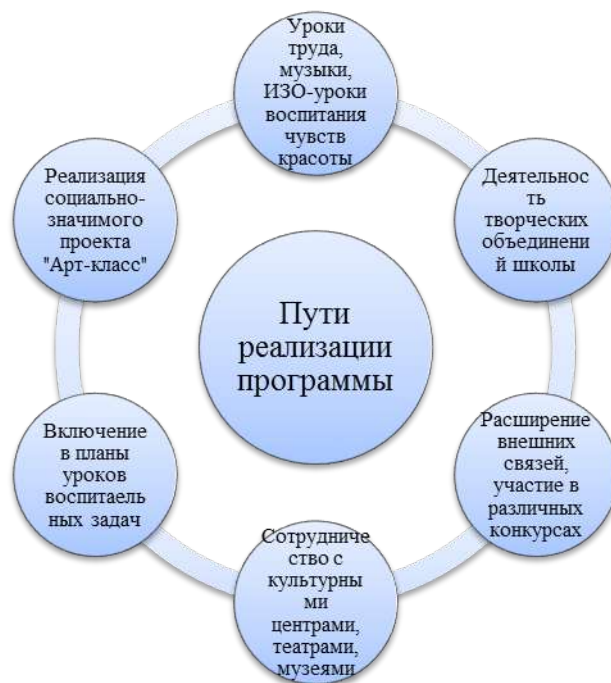 Уроки
труда,
музыки,
ИЗО-уроки
воспитания
чувств
красоты
Деятельнос
ть
творческих
объединени
й школы
Расширение
внешних
связей,
участие в
различных
конкурсах
Сотрудниче
ство с
культурны
ми
центрами,
театрами,
музеями
Включение
в планы
уроков
воспитаель
ных задач
Реализация
социально-
значимого
проекта
"Арт-класс"
Пути
реализации
программы